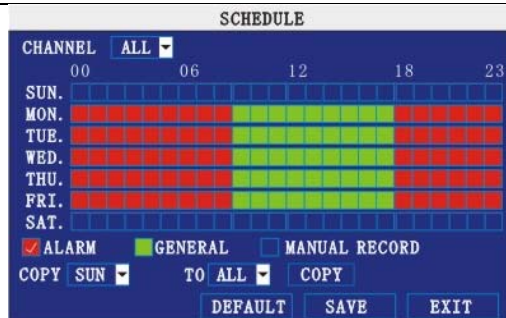 SCHEDULE
CHANNEL ALL
00 06 12 18 23
SUN.
MON.
TUE.
WED.
THU.
FRI.
SAT.
ALARM GENERAL MANUAL RECORD
COPY SUN TO ALL COPY
DEFAULT SAVE EXIT